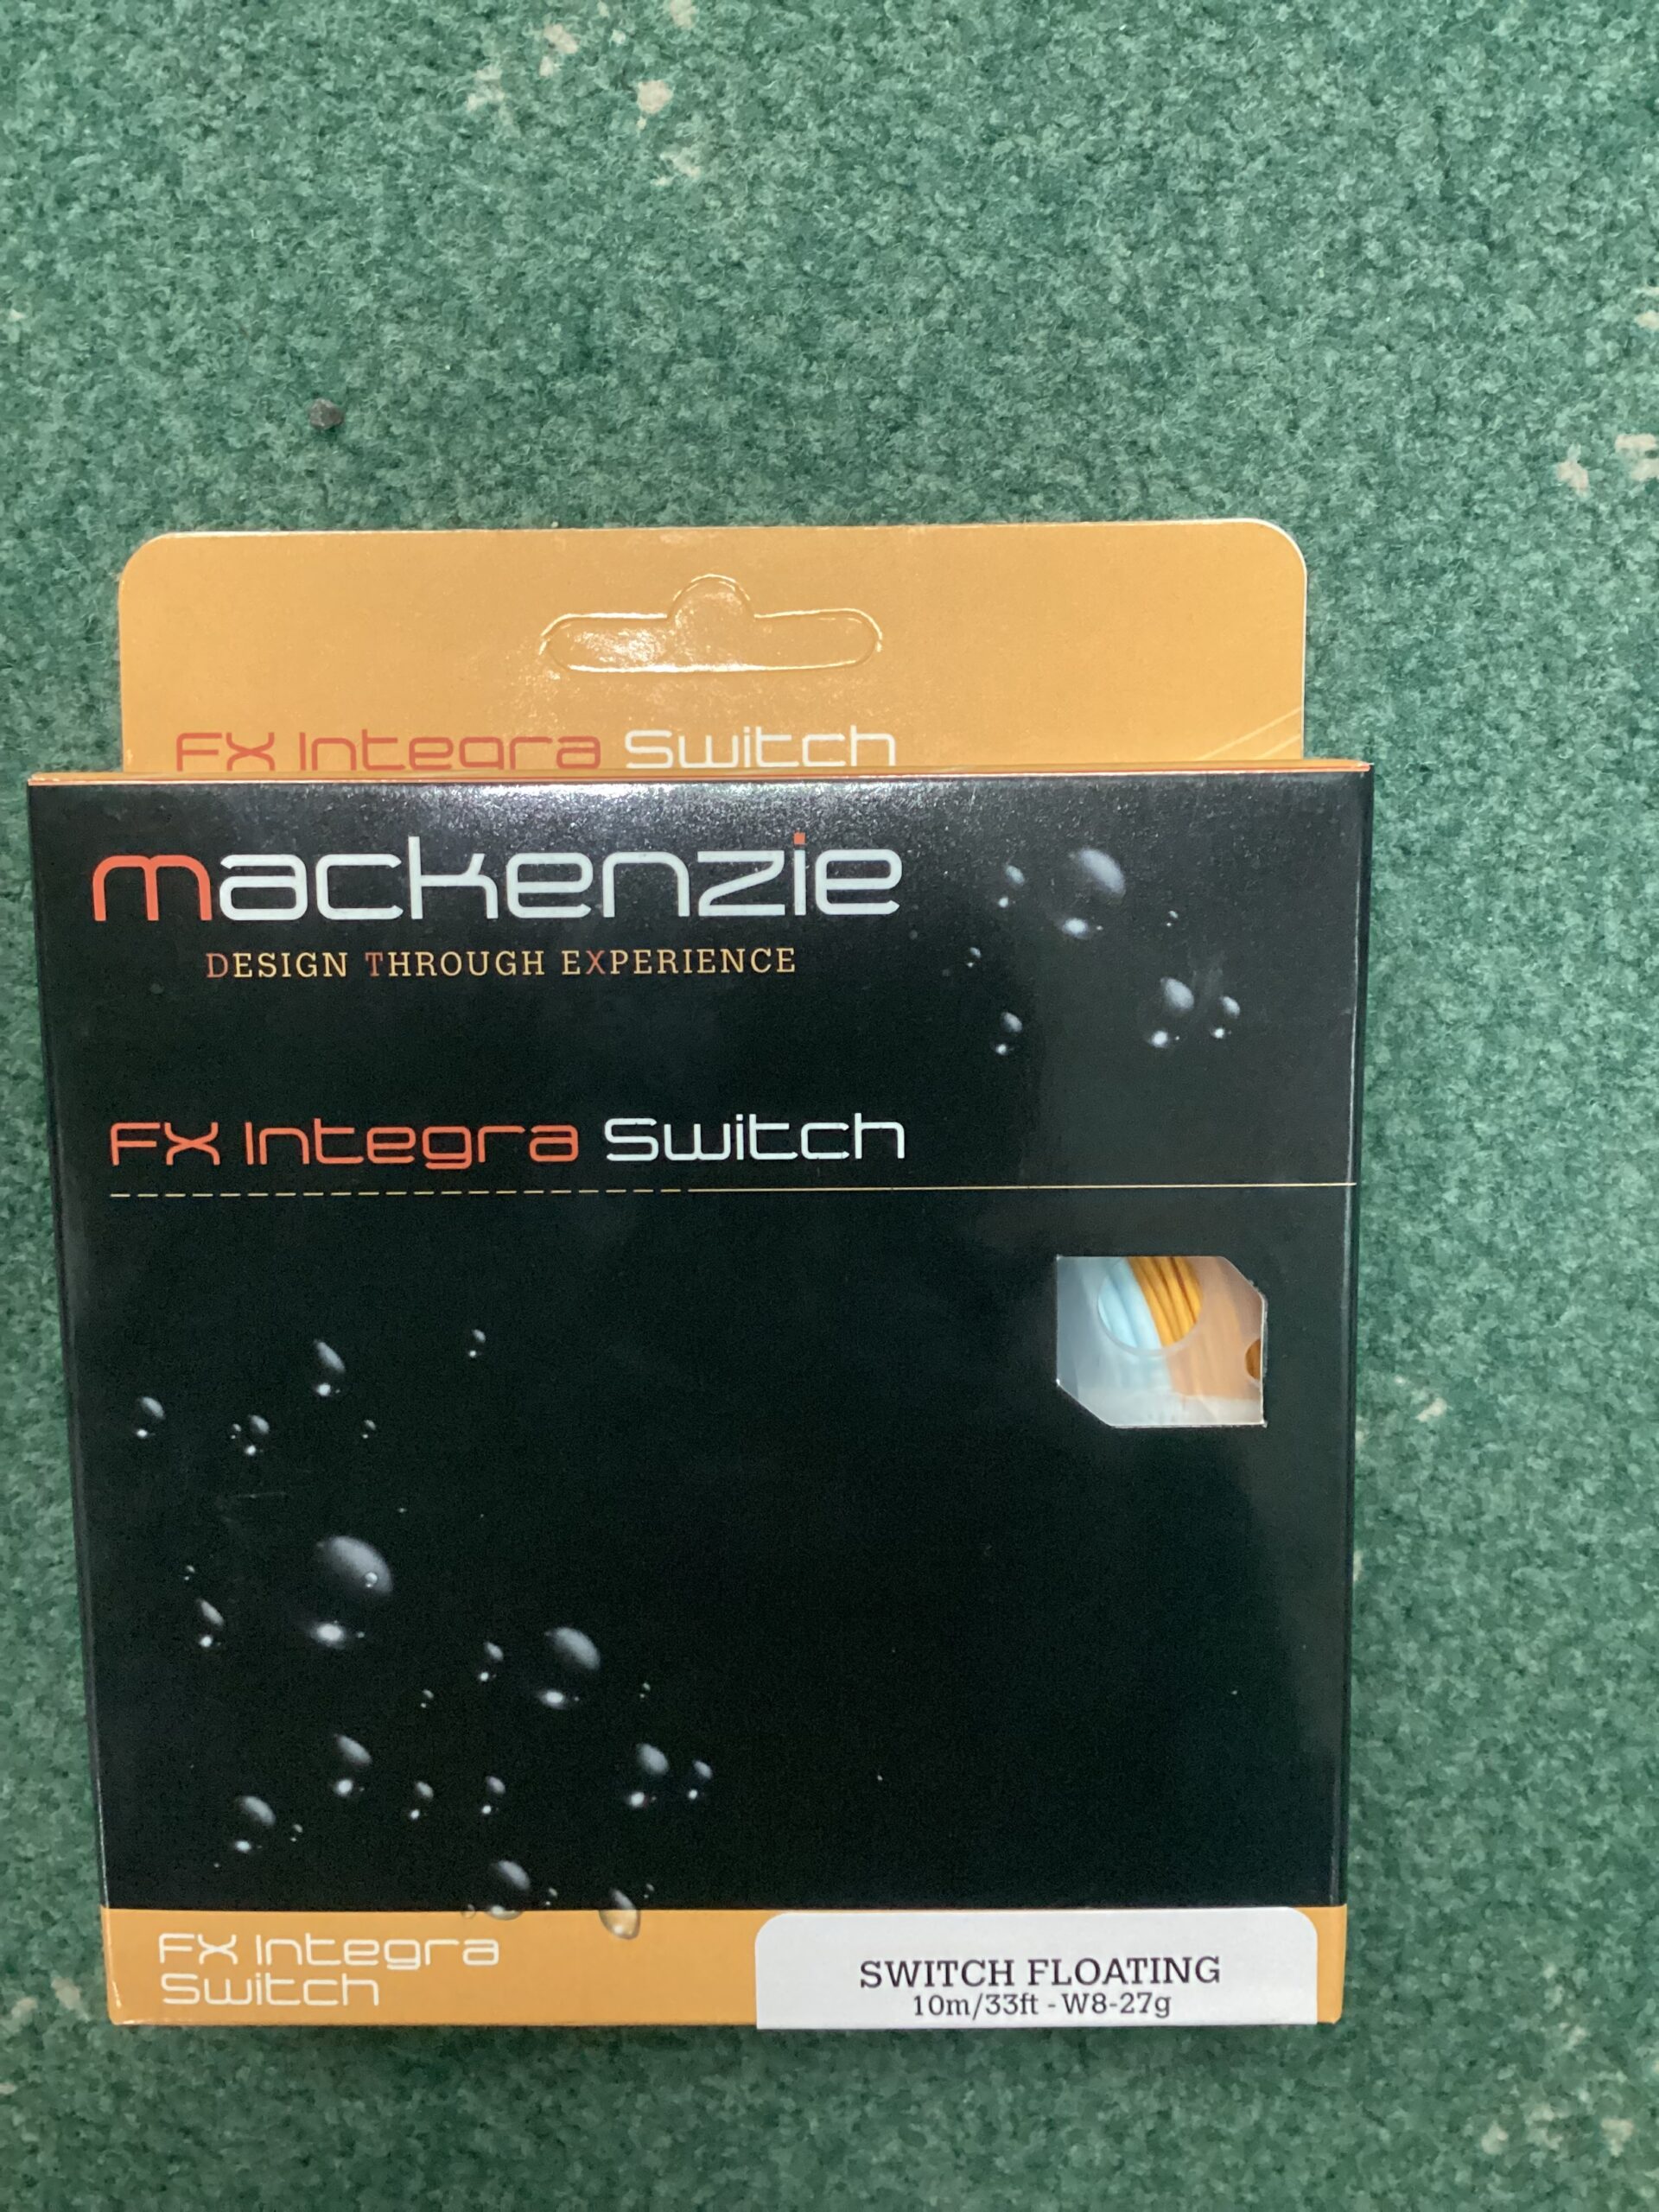 FX Integra Switch
mackenzie
DESIGN THROUGH EXPERIENCE
FX Integra Switch
FX Integra
Switch
SWITCH FLOATING
10m/33ft - W8-27g